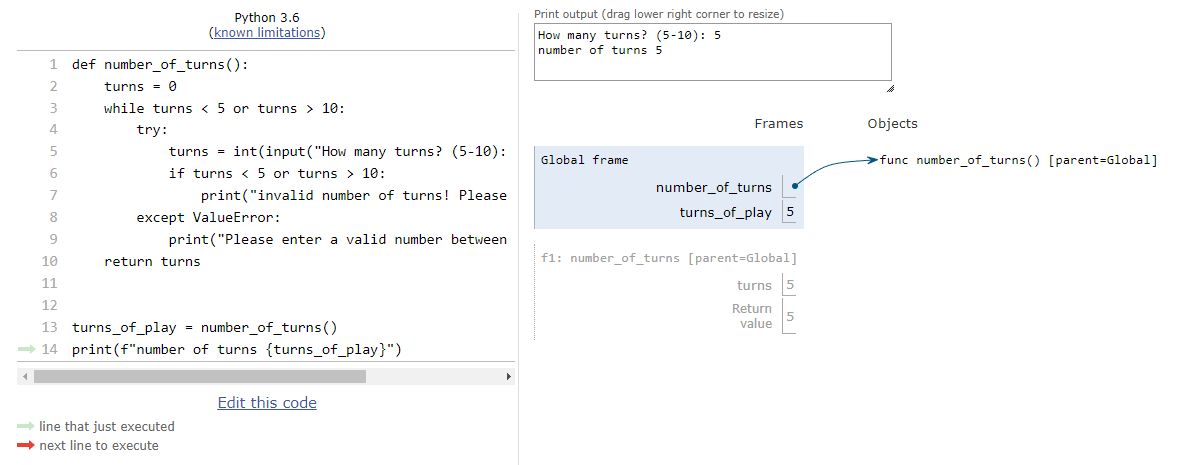 Python 3.6
(known limitations)
1 def number_of_turns():
2     turns = 0
3     while turns < 5 or turns > 10:
4         try:
5             turns = int(input("How many turns? (5-10):
6             if turns < 5 or turns > 10:
7                 print("invalid number of turns! Please
8         except ValueError:
9             print("Please enter a valid number between
10     return turns
11
12
13 turns_of_play = number_of_turns()
14 print(f"number of turns {turns_of_play}")
Edit this code
line that just executed
next line to execute
Print output (drag lower right corner to resize)
How many turns? (5-10): 5
number of turns 5
Frames Objects
Global frame
number_of_turns
turns_of_play 5
func number_of_turns() [parent=Global]
f1: number_of_turns [parent=Global]
turns 5
Return
value 5